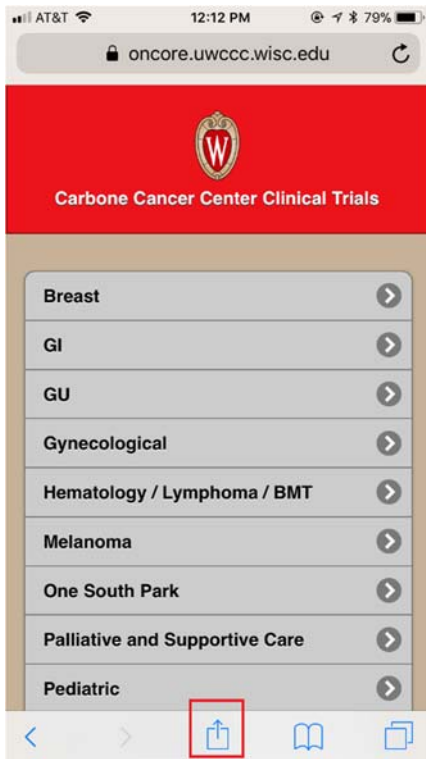 AT&T 12:12 PM 79%
oncore.uwccc.wisc.edu
W
Carbone Cancer Center Clinical Trials
Breast
GI
GU
Gynecological
Hematology / Lymphoma / BMT
Melanoma
One South Park
Palliative and Supportive Care
Pediatric